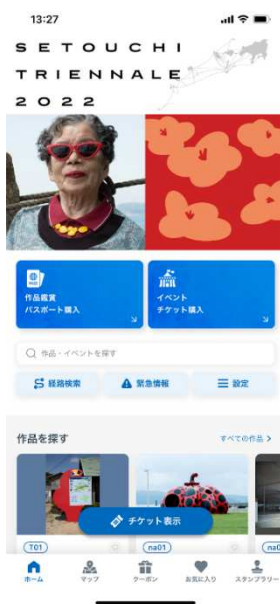 13:27
SETOUCHI
TRIENNALE
2022
作品鑑賞
パスポート購入
イベント
チケット購入
作品・イベントを探す
経路検索
緊急情報
設定
作品を探す
すべての作品 >
チケット表示
T01
na01
ホーム
マップ
クーポン
お気に入り
スタンプラリー